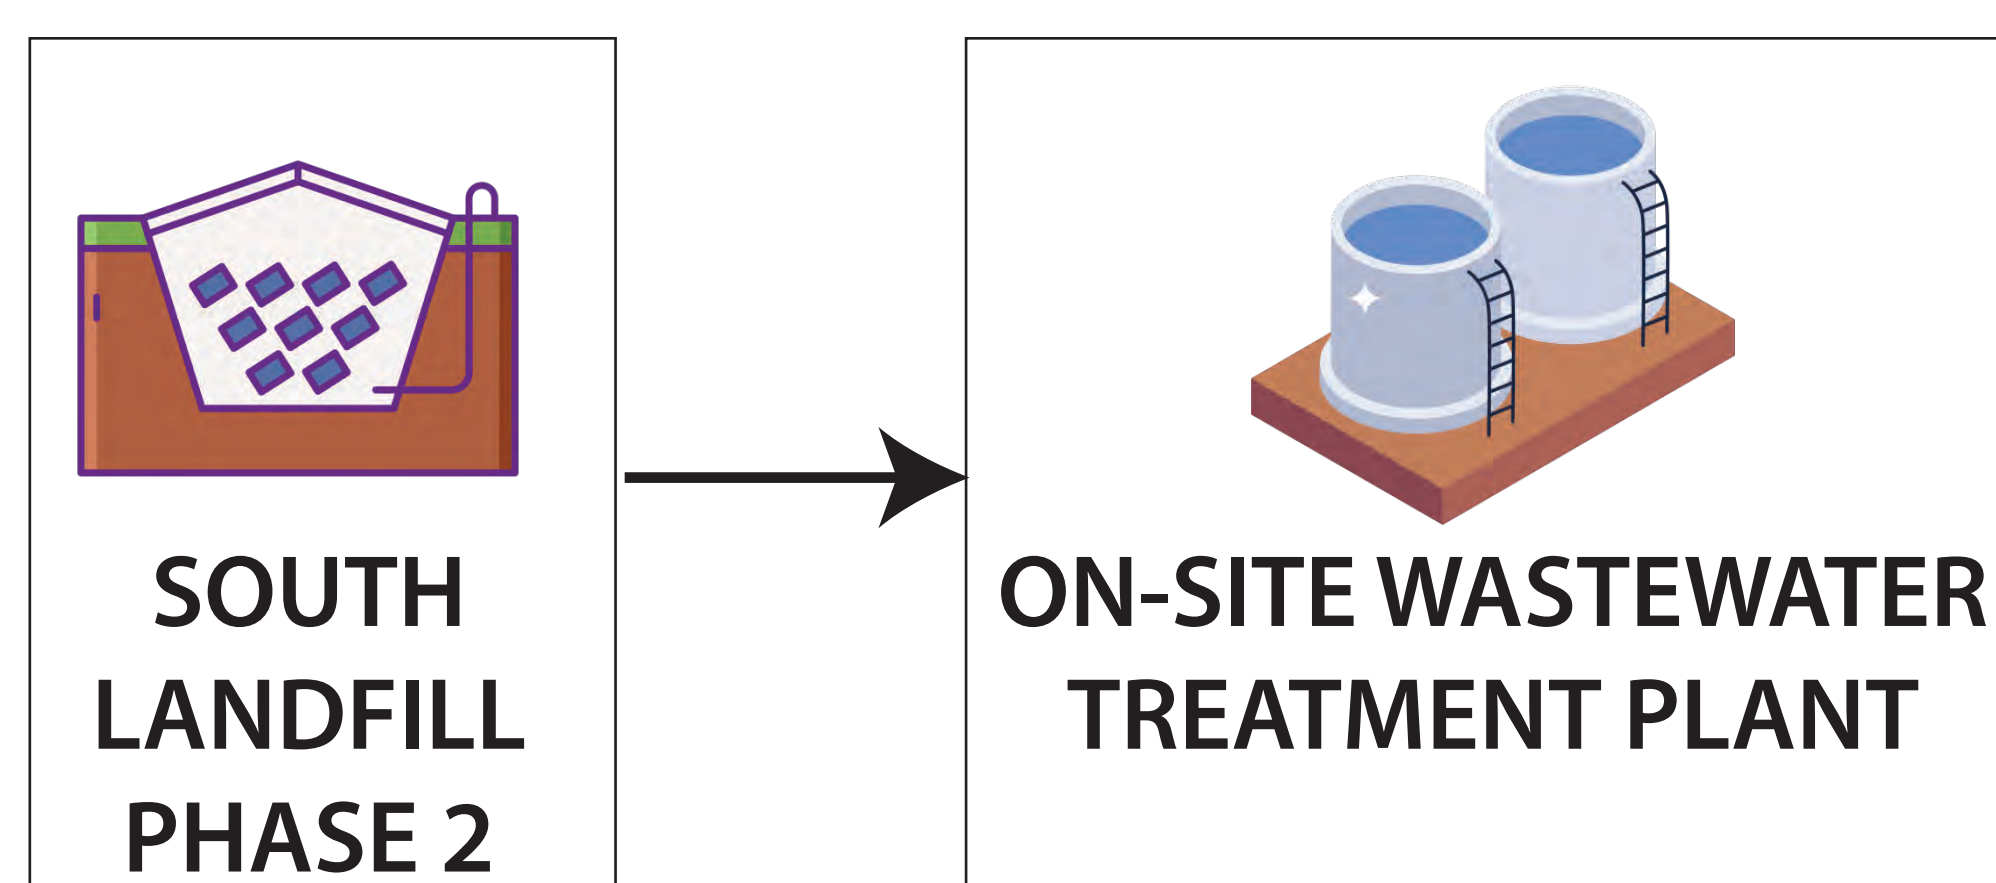 SOUTH
LANDFILL
PHASE 2
ON-SITE WASTEWATER
TREATMENT PLANT